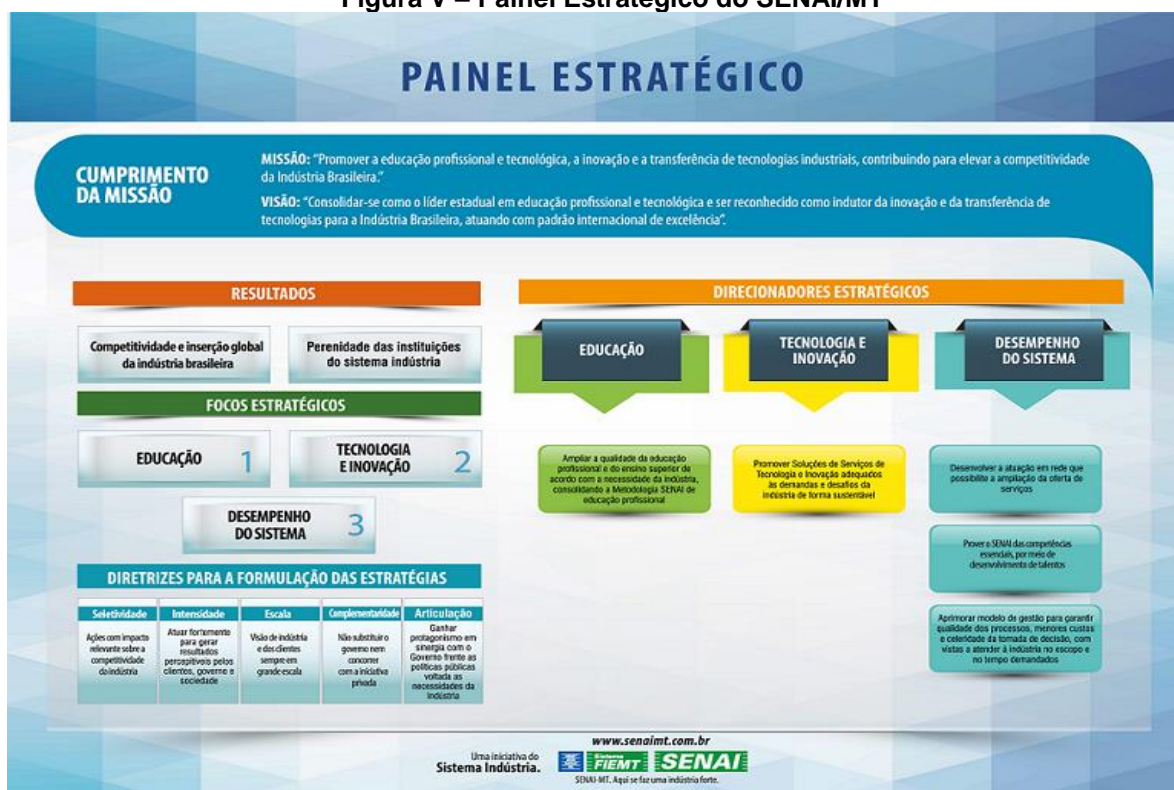 Figura V – Painel Estratégico do SENAI/MT
PAINEL ESTRATÉGICO
CUMPRIMENTO
DA MISSÃO
MISSÃO: "Promover a educação profissional e tecnológica, a inovação e a transferência de tecnologias industriais, contribuindo para elevar a competitividade
da Indústria Brasileira."
VISÃO: "Consolidar-se como o líder estadual em educação profissional e tecnológica e ser reconhecido como indutor da inovação e da transferência de
tecnologias para a Indústria Brasileira, atuando com padrão internacional de excelência".
RESULTADOS
Competitividade e inserção global
da indústria brasileira
Perenidade das instituições
do sistema indústria
FOCOS ESTRATÉGICOS
EDUCAÇÃO 1
TECNOLOGIA
E INOVAÇÃO 2
DESEMPENHO
DO SISTEMA 3
DIRETRIZES PARA A FORMULAÇÃO DAS ESTRATÉGIAS
Seletividade
Ações com impacto
relevante sobre a
competitividade
da indústria
Intensidade
Atuar fortemente
para gerar
resultados
perceptíveis pelos
clientes, governo e
sociedade
Escala
Visão de indústria
e dos clientes
sempre em
grande escala
Complementaridade
Não substituir o
governo nem
concorrer
com a iniciativa
privada
Articulação
Ganhar
protagonismo em
sinergia com o
Governo frente as
políticas públicas
voltada as
necessidades da
indústria
DIRECIONADORES ESTRATÉGICOS
EDUCAÇÃO
Ampliar a qualidade da educação
profissional e do ensino superior de
acordo com a necessidade da indústria,
consolidando a Metodologia SENAI de
educação profissional
TECNOLOGIA E
INOVAÇÃO
Promover Soluções de Serviços de
Tecnologia e Inovação adequados
às demandas e desafios da
indústria de forma sustentável
DESEMPENHO
DO SISTEMA
Desenvolver a atuação em rede que
possibilite a ampliação da oferta de
serviços
Prover o SENAI das competências
essenciais, por meio de
desenvolvimento de talentos
Aprimorar modelo de gestão para garantir
qualidade dos processos, menores custas
e celeridade da tomada de decisão, com
vistas a atender à indústria no escopo e
no tempo demandados
www.senaimt.com.br
Uma iniciativa do
Sistema Indústria.
Sistema
FIEMT
SENAI
SENAI-MT. Aqui se faz uma indústria forte.